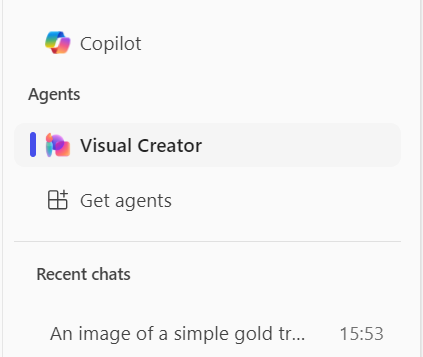 Copilot
Agents
Visual Creator
Get agents
Recent chats
An image of a simple gold tr... 15:53